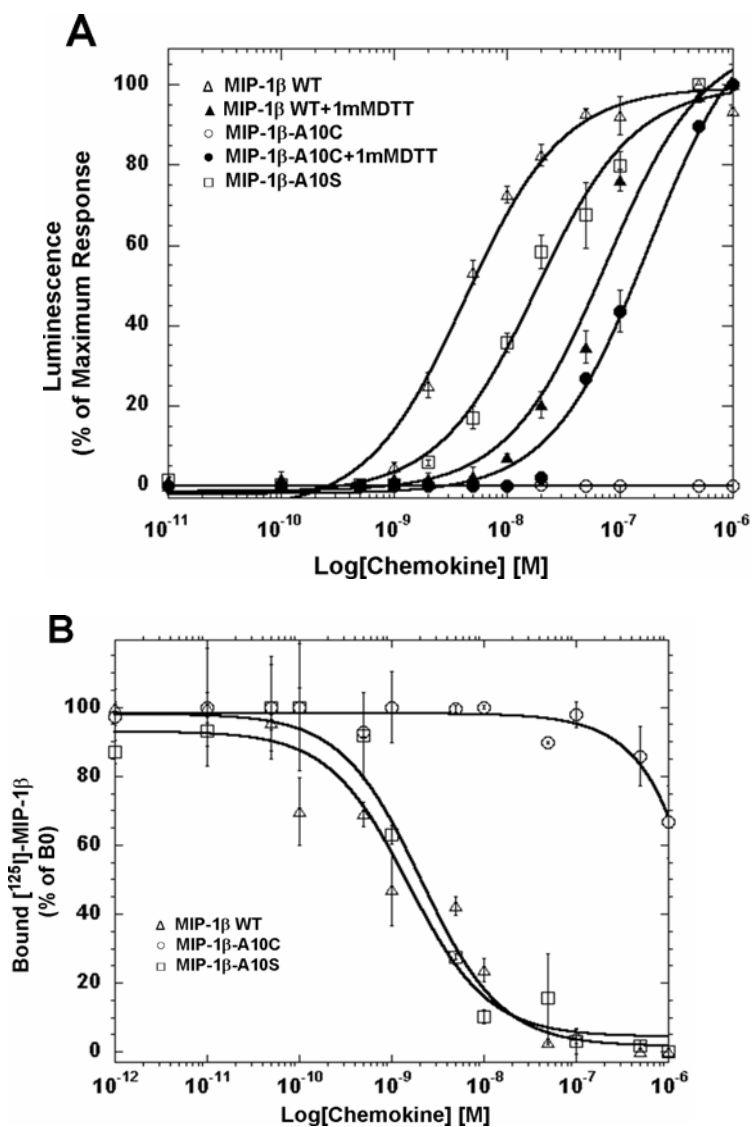 A
100
80
60
40
20
0
Luminescence
(% of Maximum Response)
MIP-1β WT
MIP-1β WT+1mMDTT
MIP-1β-A10C
MIP-1β-A10C+1mMDTT
MIP-1β-A10S
10⁻¹¹ 10⁻¹⁰ 10⁻⁹ 10⁻⁸ 10⁻⁷ 10⁻⁶
Log[Chemokine] [M]
B
100
80
60
40
20
0
Bound [¹²⁵I]-MIP-1β
(% of B0)
MIP-1β WT
MIP-1β-A10C
MIP-1β-A10S
10⁻¹² 10⁻¹¹ 10⁻¹⁰ 10⁻⁹ 10⁻⁸ 10⁻⁷ 10⁻⁶
Log[Chemokine] [M]